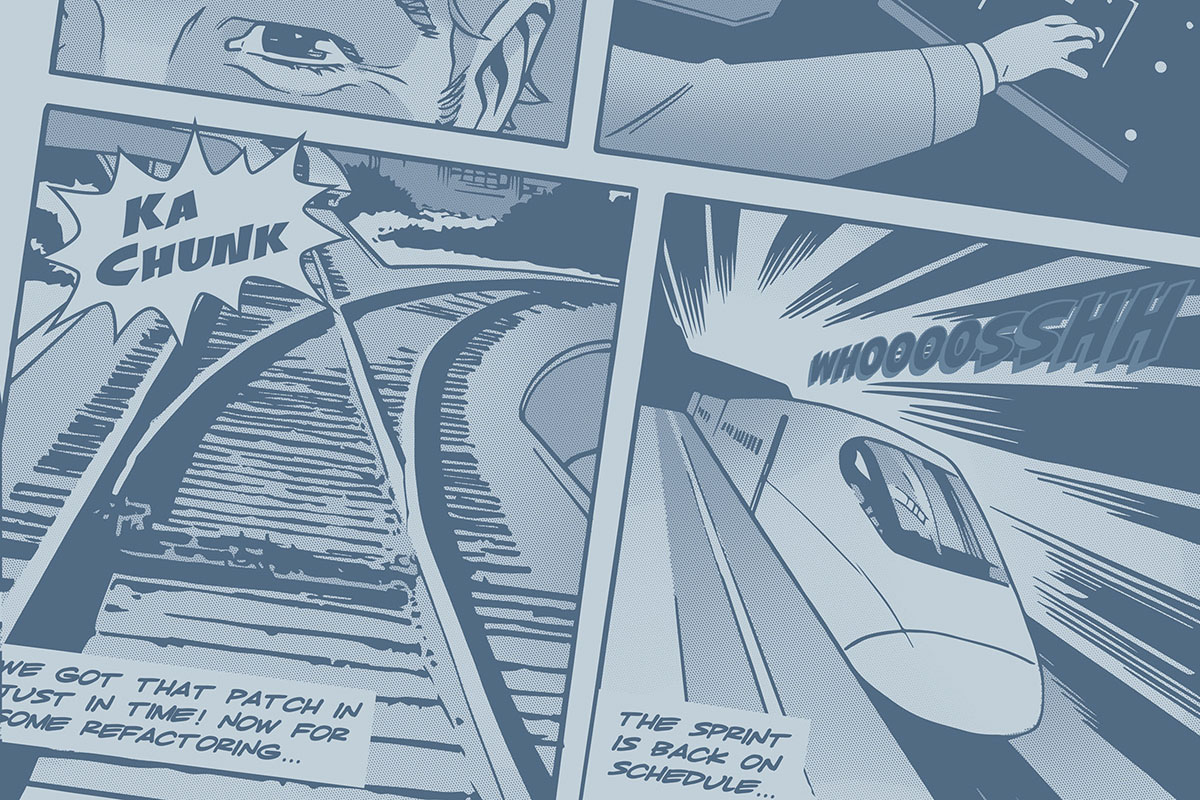 KA
CHUNK
WHOOOOSSHH
WE GOT THAT PATCH IN
JUST IN TIME! NOW FOR
SOME REFACTORING...
THE SPRINT
IS BACK ON
SCHEDULE...